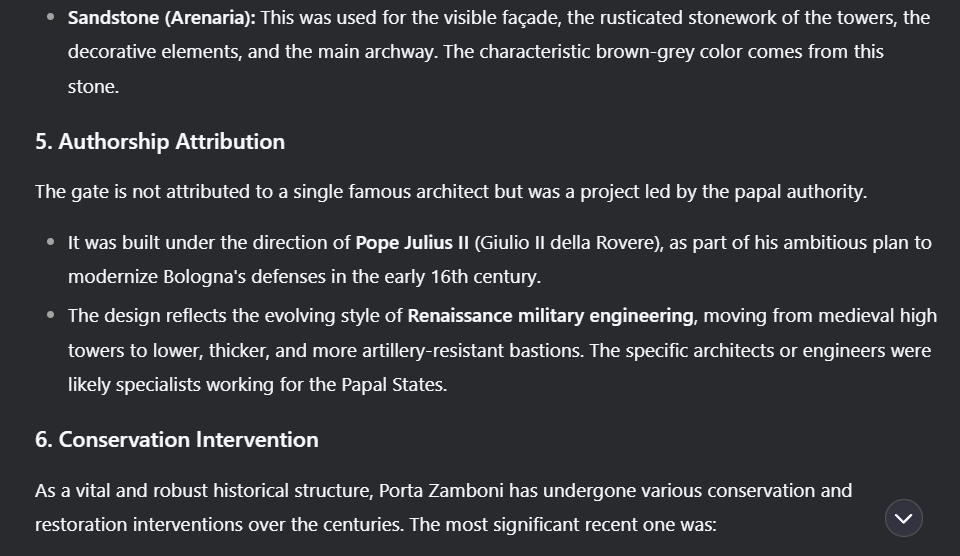 Sandstone (Arenaria): This was used for the visible façade, the rusticated stonework of the towers, the
decorative elements, and the main archway. The characteristic brown-grey color comes from this
stone.
5. Authorship Attribution
The gate is not attributed to a single famous architect but was a project led by the papal authority.
It was built under the direction of Pope Julius II (Giulio II della Rovere), as part of his ambitious plan to
modernize Bologna's defenses in the early 16th century.
The design reflects the evolving style of Renaissance military engineering, moving from medieval high
towers to lower, thicker, and more artillery-resistant bastions. The specific architects or engineers were
likely specialists working for the Papal States.
6. Conservation Intervention
As a vital and robust historical structure, Porta Zamboni has undergone various conservation and
restoration interventions over the centuries. The most significant recent one was: